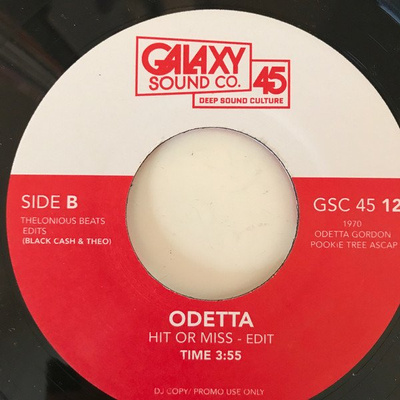 GALAXY
SOUND CO. 45
DEEP SOUND CULTURE
SIDE B
THELONIOUS BEATS
EDITS
(BLACK CASH & THEO)
GSC 45 12
1970
ODETTA GORDON
POOKIE TREE ASCAP
ODETTA
HIT OR MISS - EDIT
TIME 3:55
DJ COPY/ PROMO USE ONLY